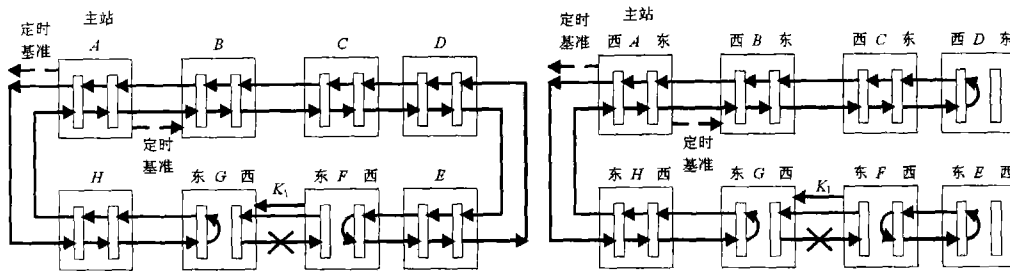 定时 主站
基准 A B C D
定时
基准
H 东 G 西 K₁ 东 F 西 E
定时
基准 西 A 东 西 B 东 西 C 东 西 D 东
定时
基准
东 H 西 东 G 西 K₁ 东 F 西 东 E 西